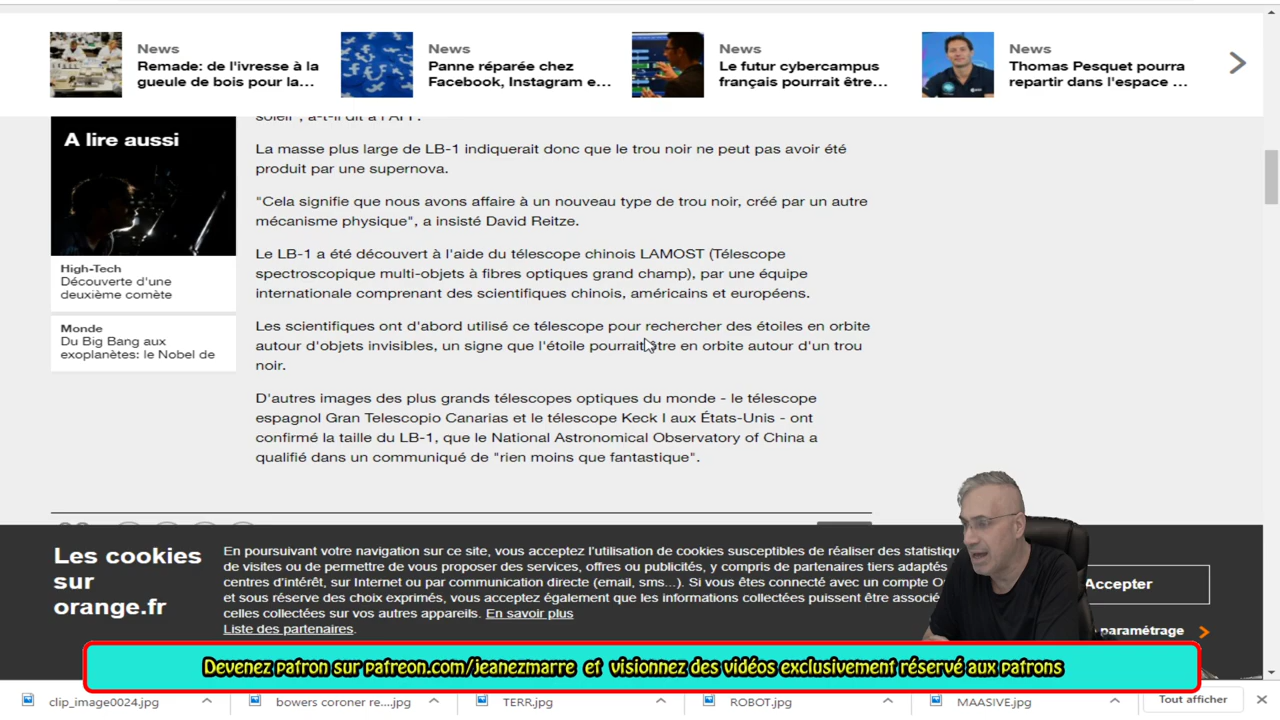 News
Remade: de l'ivresse à la
gueule de bois pour la...
News
Panne réparée chez
Facebook, Instagram e...
News
Le futur cybercampus
français pourrait être...
News
Thomas Pesquet pourra
repartir dans l'espace ...
A lire aussi
High-Tech
Découverte d'une
deuxième comète
Monde
Du Big Bang aux
exoplanètes: le Nobel de
soleil", a-t-il dit à l'AFP.
La masse plus large de LB-1 indiquerait donc que le trou noir ne peut pas avoir été
produit par une supernova.
"Cela signifie que nous avons affaire à un nouveau type de trou noir, créé par un autre
mécanisme physique", a insisté David Reitze.
Le LB-1 a été découvert à l'aide du télescope chinois LAMOST (Télescope
spectroscopique multi-objets à fibres optiques grand champ), par une équipe
internationale comprenant des scientifiques chinois, américains et européens.
Les scientifiques ont d'abord utilisé ce télescope pour rechercher des étoiles en orbite
autour d'objets invisibles, un signe que l'étoile pourrait être en orbite autour d'un trou
noir.
D'autres images des plus grands télescopes optiques du monde - le télescope
espagnol Gran Telescopio Canarias et le télescope Keck I aux États-Unis - ont
confirmé la taille du LB-1, que le National Astronomical Observatory of China a
qualifié dans un communiqué de "rien moins que fantastique".
Les cookies
sur
orange.fr
En poursuivant votre navigation sur ce site, vous acceptez l'utilisation de cookies susceptibles de réaliser des
de visites ou de permettre de vous proposer des services, offres ou publicités, y compris de partenaires tiers
centres d'intérêt, sur Internet ou par communication directe (email, sms...). Si vous êtes connecté avec un compte
et sous réserve des choix exprimés, vous acceptez également que les informations collectées puissent être
celles collectées sur vos autres appareils. En savoir plus
Liste des partenaires.
Accepter
paramétrage
Devenez patron sur patreon.com/jeanezmarre et visionnez des vidéos exclusivement réservé aux patrons
clip_image0024.jpg
bowers coroner re....jpg
TERR.jpg
ROBOT.jpg
MAASIVE.jpg
Tout afficher